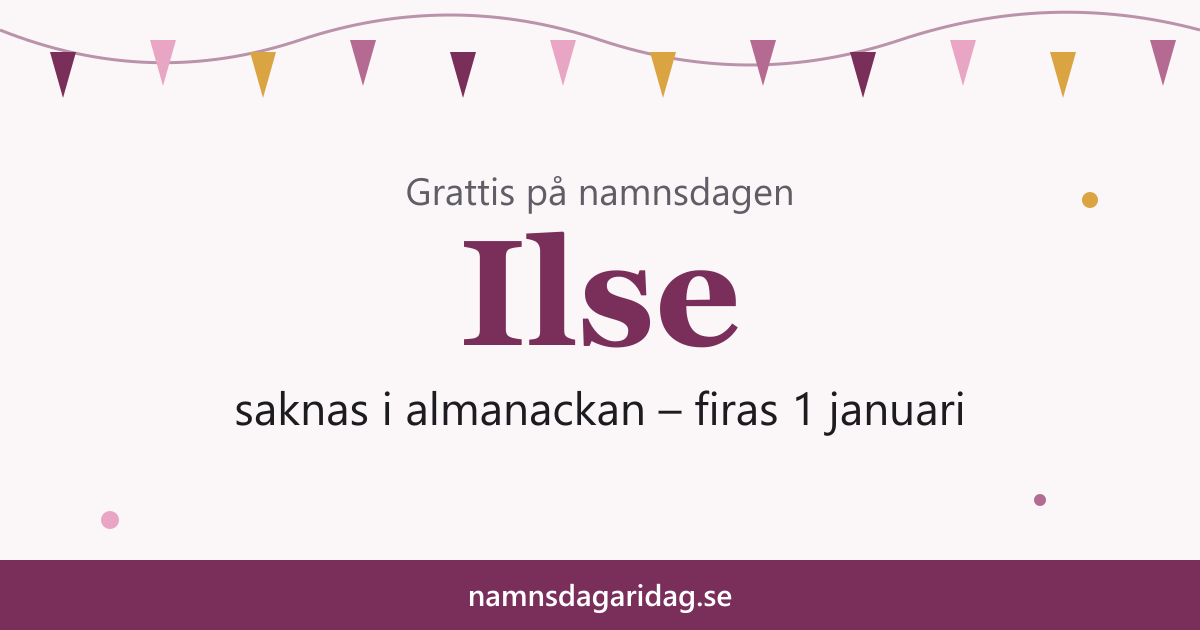 Grattis på namnsdagen
Ilse
saknas i almanackan – firas 1 januari
namnsdagaridag.se